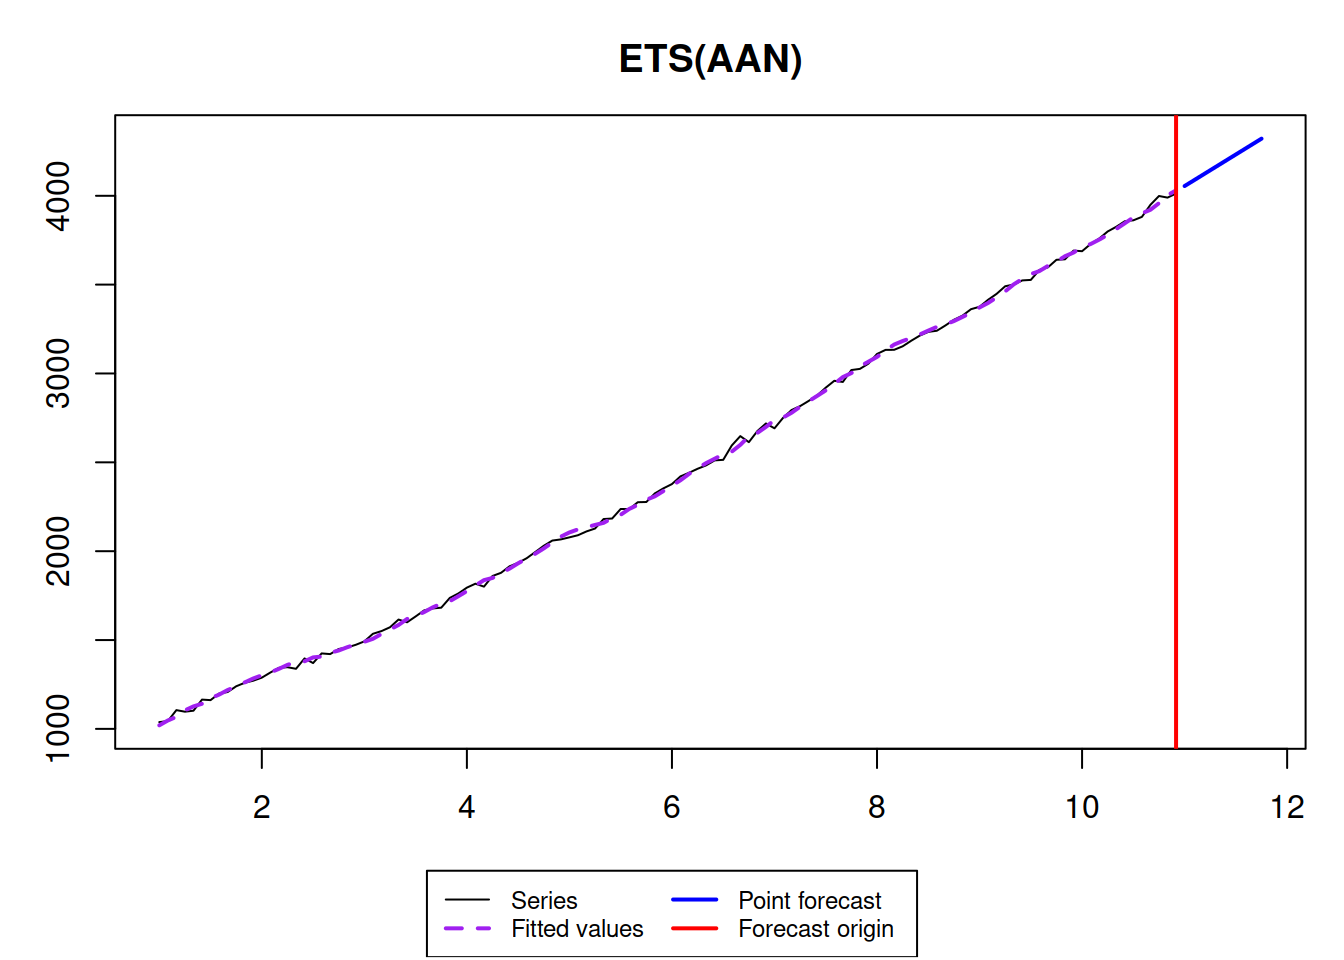 ETS(AAN)
4000
3000
2000
1000
2 4 6 8 10 12
Series Point forecast
Fitted values Forecast origin